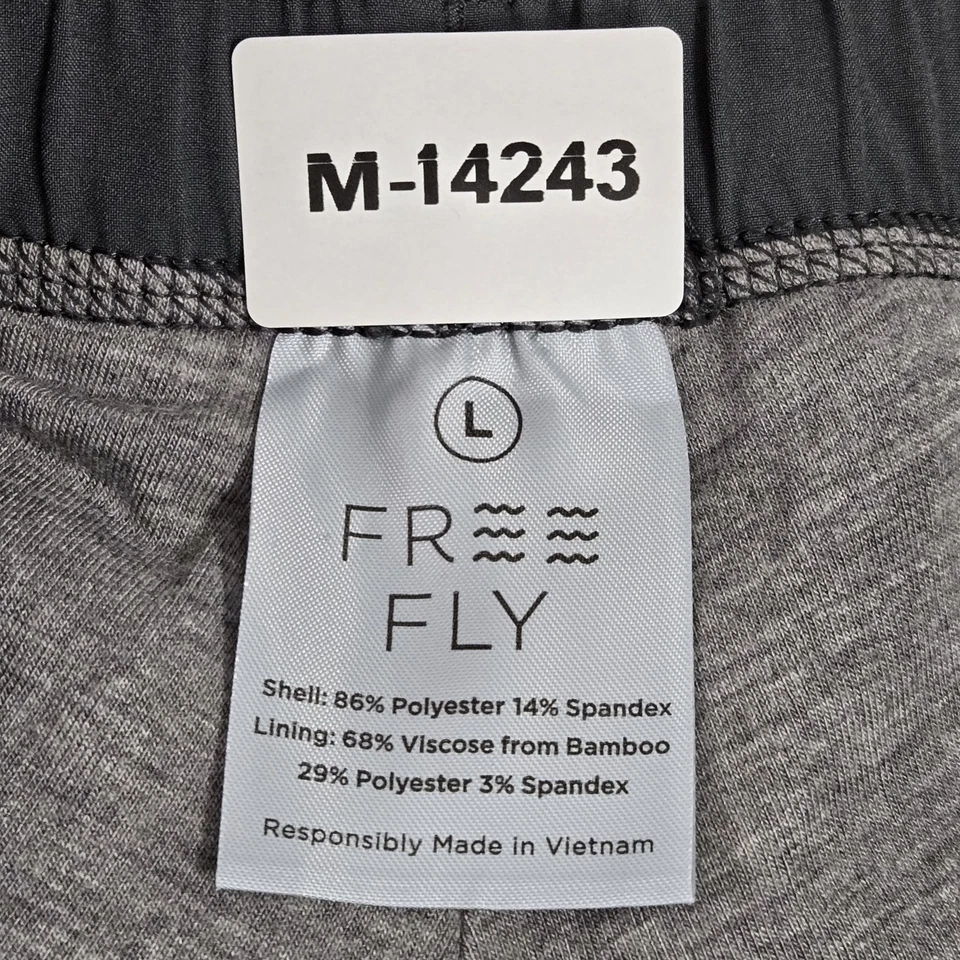 M-14243
L
FREE
FLY
Shell: 86% Polyester 14% Spandex
Lining: 68% Viscose from Bamboo
29% Polyester 3% Spandex
Responsibly Made in Vietnam